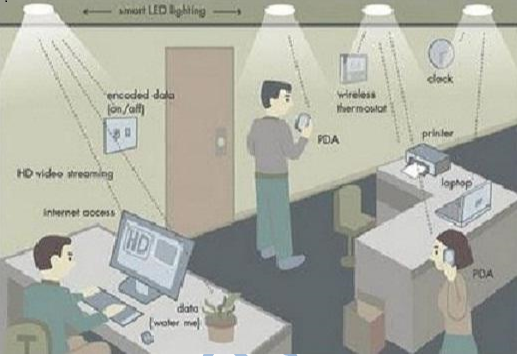 smart LED lighting
clock
wireless
thermostat
encoded data
(on/off)
PDA
printer
HD video streaming
laptop
internet access
HD
PDA
data
(water me)